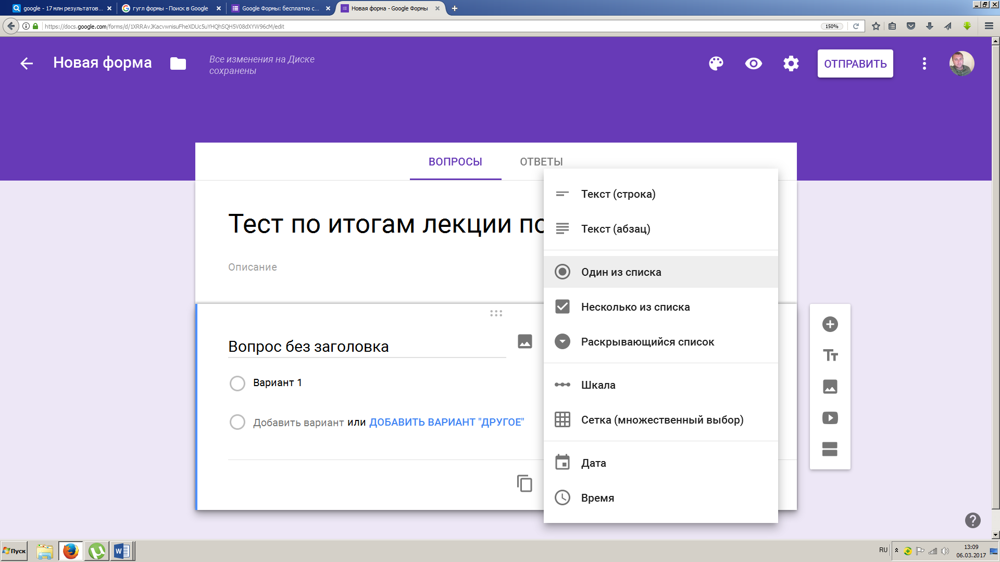 google - 17 млн результатов...
гугл формы - Поиск в Google
Google Формы: бесплатно с...
Новая форма - Google Формы
https://docs.google.com/forms/d/1XRRAvJKacvwnisuFheXDUc5uYHQhSQH5V08dXYW96cM/edit
150%
Новая форма
Все изменения на Диске
сохранены
ОТПРАВИТЬ
ВОПРОСЫ
ОТВЕТЫ
Тест по итогам лекции по
Описание
Вопрос без заголовка
Вариант 1
Добавить вариант или ДОБАВИТЬ ВАРИАНТ "ДРУГОЕ"
Текст (строка)
Текст (абзац)
Один из списка
Несколько из списка
Раскрывающийся список
Шкала
Сетка (множественный выбор)
Дата
Время
Пуск
RU
13:09
06.03.2017